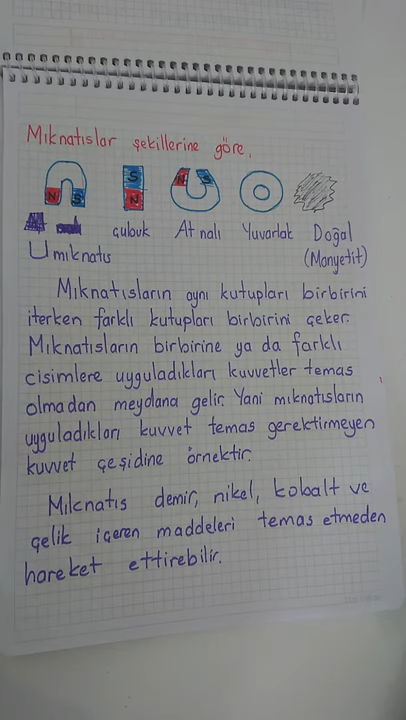 Mıknatıslar şekillerine göre,
N S S N N S
U mıknatıs çubuk At nalı Yuvarlak Doğal
(Manyetit)
Mıknatısların aynı kutupları birbirini
iterken farklı kutupları birbirini çeker.
Mıknatısların birbirine ya da farklı
cisimlere uyguladıkları kuvvetler temas
olmadan meydana gelir. Yani mıknatısların
uyguladıkları kuvvet temas gerektirmeyen
kuvvet çeşidine örnektir.
Mıknatıs demir, nikel, kobalt ve
çelik içeren maddeleri temas etmeden
hareket ettirebilir.